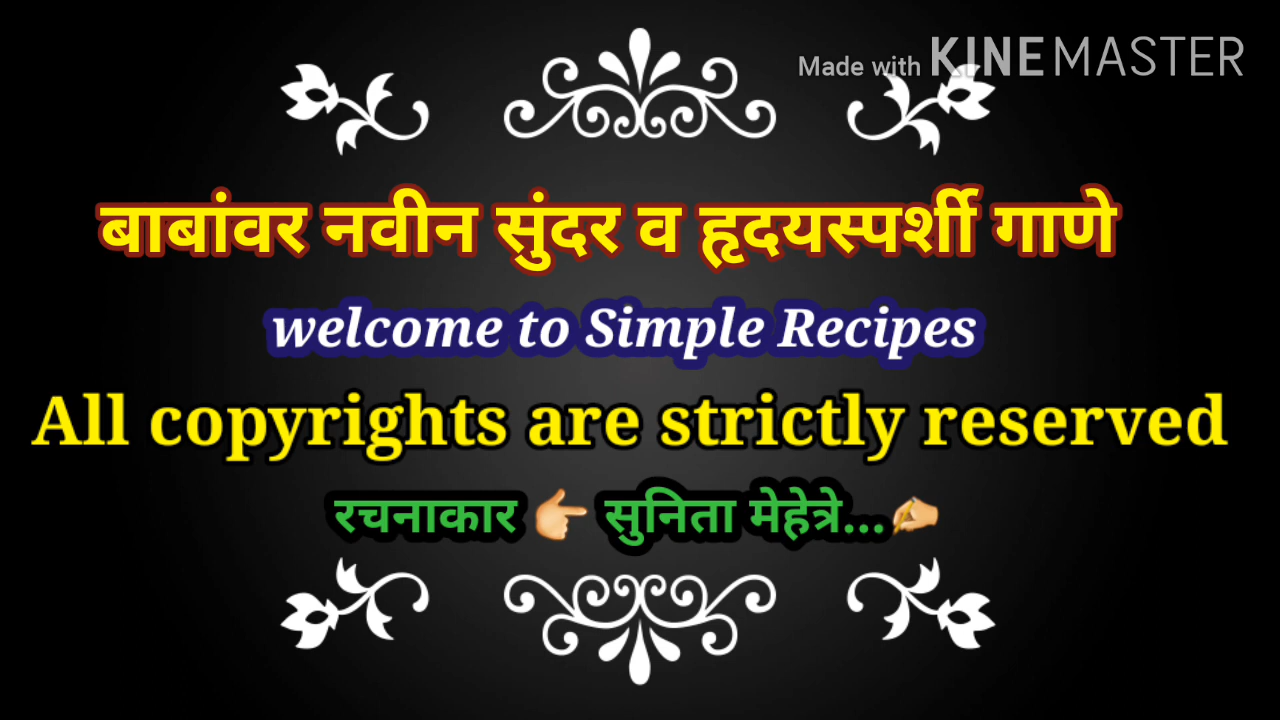 Made with KINEMASTER
बाबांवर नवीन सुंदर व हृदयस्पर्शी गाणे
welcome to Simple Recipes
All copyrights are strictly reserved
रचनाकार 👉 सुनिता मेहेत्रे...✍